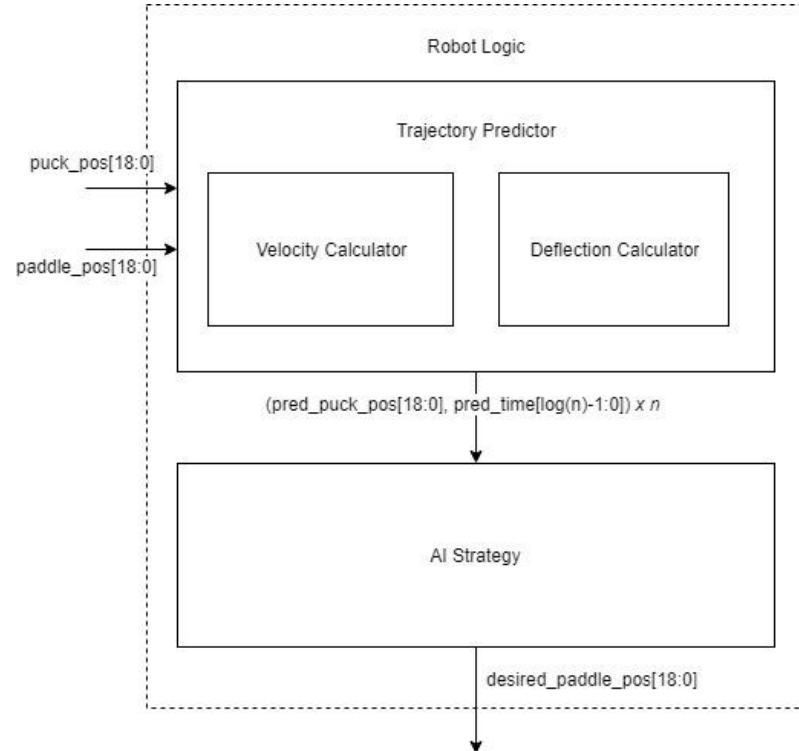 Robot Logic
Trajectory Predictor
puck_pos[18:0]
Velocity Calculator
Deflection Calculator
paddle_pos[18:0]
(pred_puck_pos[18:0], pred_time[log(n)-1:0]) x n
AI Strategy
desired_paddle_pos[18:0]